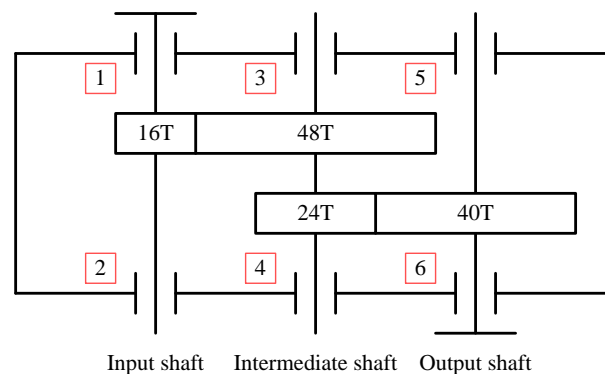 1 3 5
16T 48T
24T 40T
2 4 6
Input shaft Intermediate shaft Output shaft